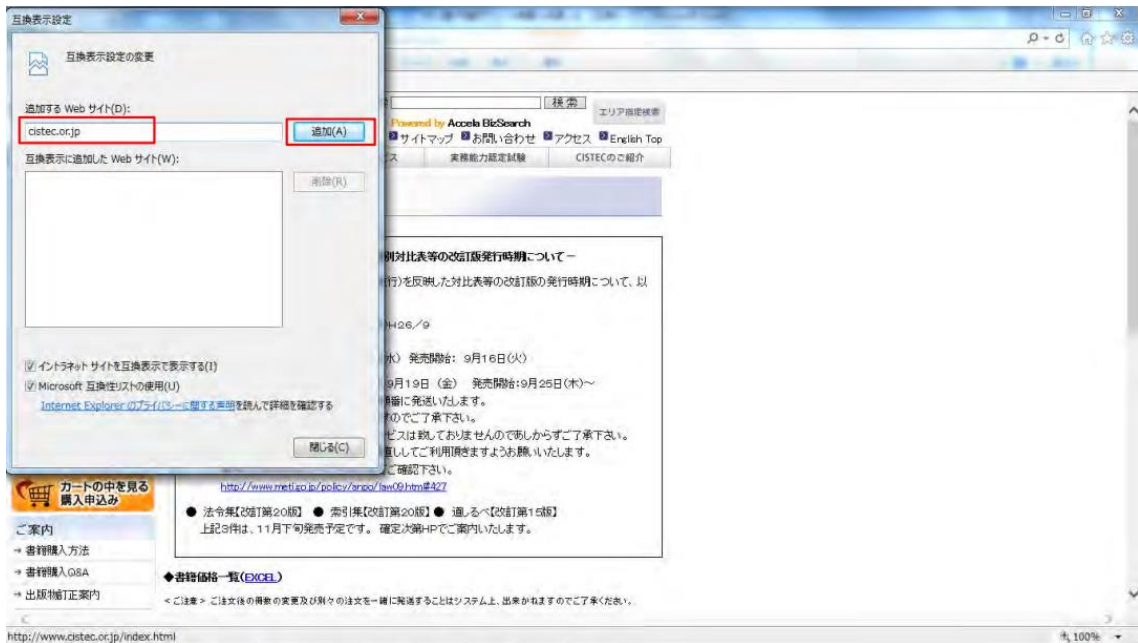 互換表示設定
互換表示設定の変更
追加する Web サイト(D):
cistec.or.jp
追加(A)
互換表示に追加した Web サイト(W):
削除(R)
イントラネット サイトを互換表示で表示する(I)
Microsoft 互換性リストの使用(U)
Internet Explorer のプライバシーに関する声明を読んで詳細を確認する
閉じる(C)
検索
エリア指定検索
Powered by Accela BizSearch
サイトマップ お問い合わせ アクセス English Top
ス 実務能力認定試験 CISTECのご紹介
別対比表等の改訂版発行時期について－
行)を反映した対比表等の改訂版の発行時期について、以
H26/9
水) 発売開始: 9月16日(火)
9月19日 (金) 発売開始:9月25日(木)～
順番に発送いたします。
すのでご了承下さい。
ビスは致しておりませんのであしからずご了承下さい。
直ししてご利用頂きますようお願いいたします。
ご確認下さい。
http://www.meti.go.jp/policy/anpo/law09.html#427
● 法令集【改訂第20版】 ● 索引集【改訂第20版】● 通しるべ【改訂第15版】
上記3件は、11月下旬発売予定です。 確定次第HPでご案内いたします。
カートの中を見る
購入申込み
ご案内
→ 書籍購入方法
→ 書籍購入Q&A
→ 出版物訂正案内
◆書籍価格一覧(EXCEL)
＜ご注意＞ ご注文後の冊数の変更及び別々の注文を一緒に発送することはシステム上、出来かねますのでご了承ください。
http://www.cistec.or.jp/index.html
100%